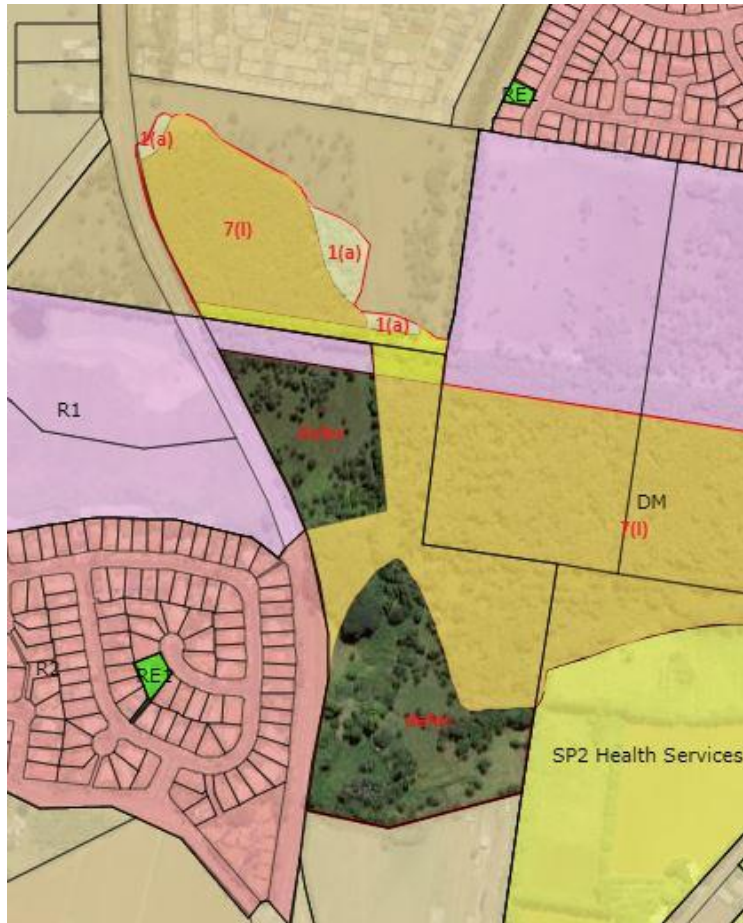 RE1
1(a)
7(l)
1(a)
1(a)
R1
DM
7(l)
R2
RE1
SP2 Health Services